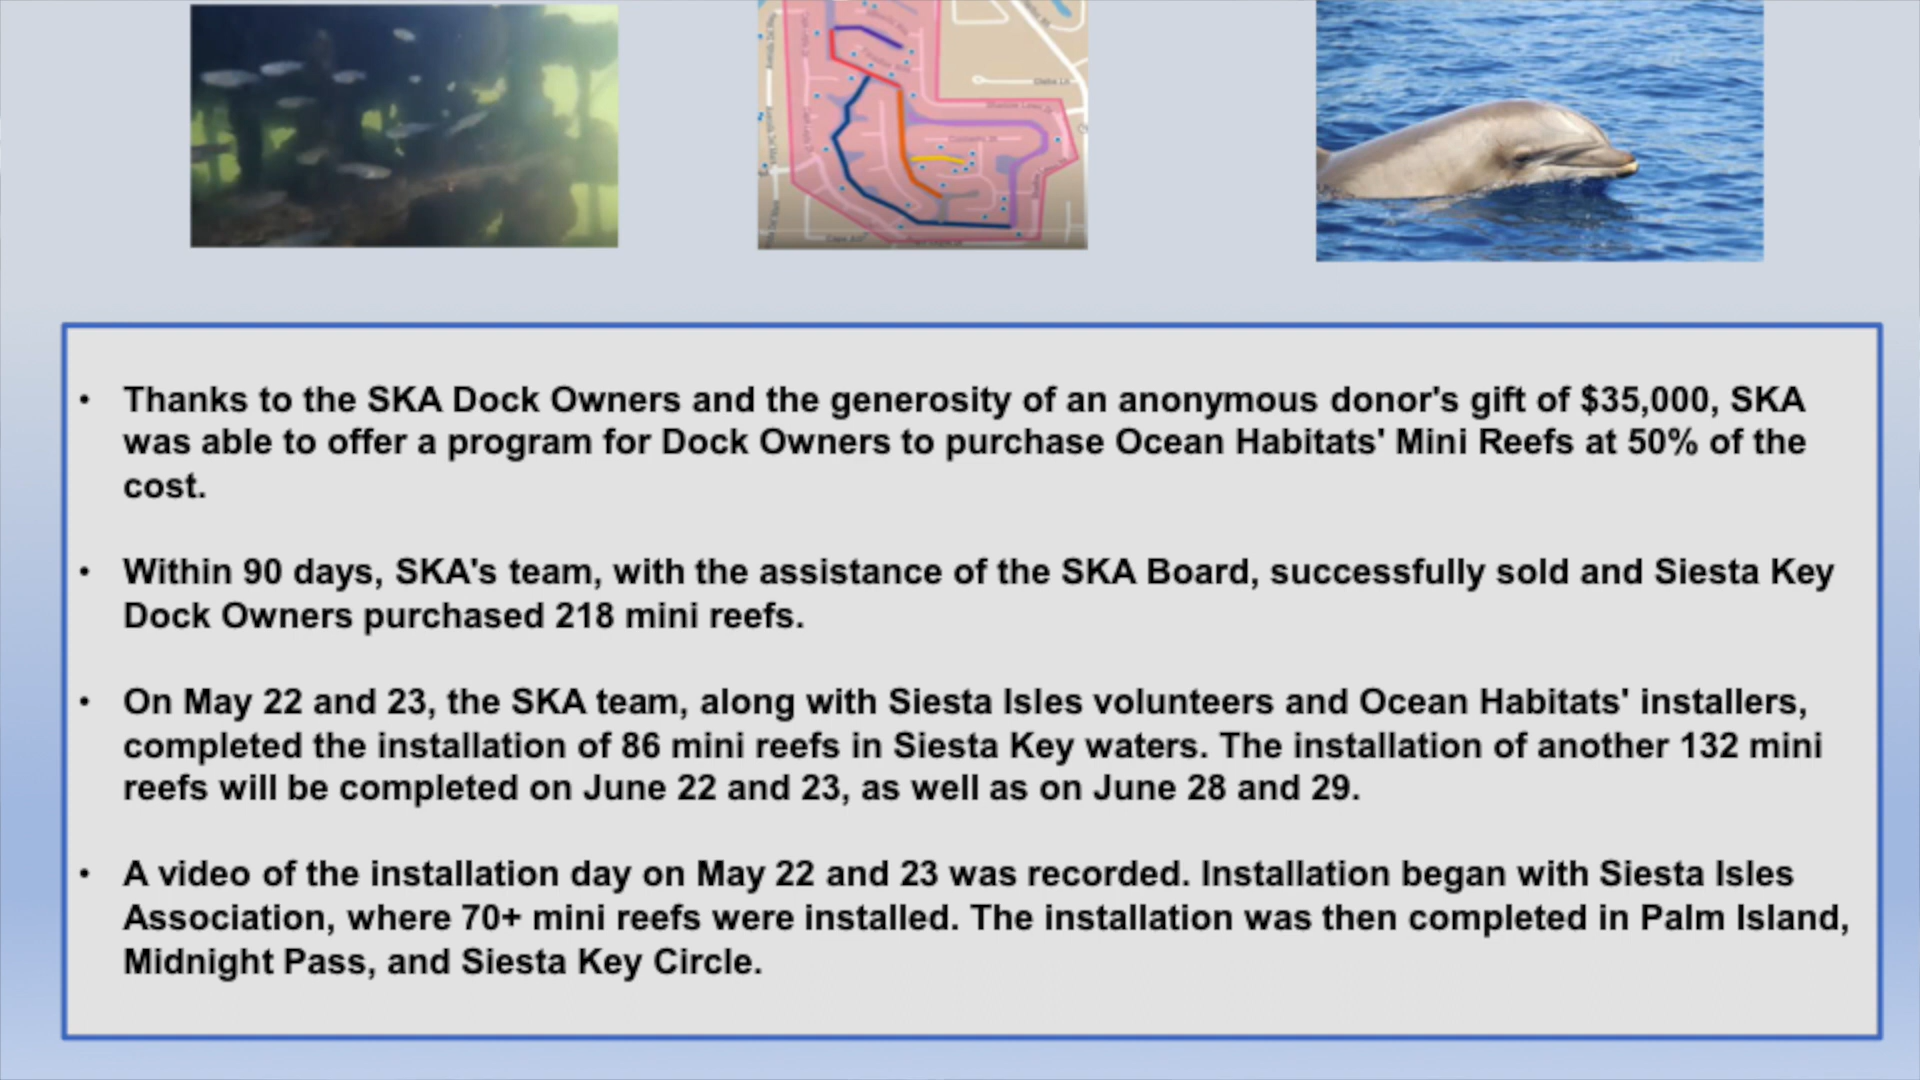 • Thanks to the SKA Dock Owners and the generosity of an anonymous donor's gift of $35,000, SKA
was able to offer a program for Dock Owners to purchase Ocean Habitats' Mini Reefs at 50% of the
cost.
• Within 90 days, SKA's team, with the assistance of the SKA Board, successfully sold and Siesta Key
Dock Owners purchased 218 mini reefs.
• On May 22 and 23, the SKA team, along with Siesta Isles volunteers and Ocean Habitats' installers,
completed the installation of 86 mini reefs in Siesta Key waters. The installation of another 132 mini
reefs will be completed on June 22 and 23, as well as on June 28 and 29.
• A video of the installation day on May 22 and 23 was recorded. Installation began with Siesta Isles
Association, where 70+ mini reefs were installed. The installation was then completed in Palm Island,
Midnight Pass, and Siesta Key Circle.